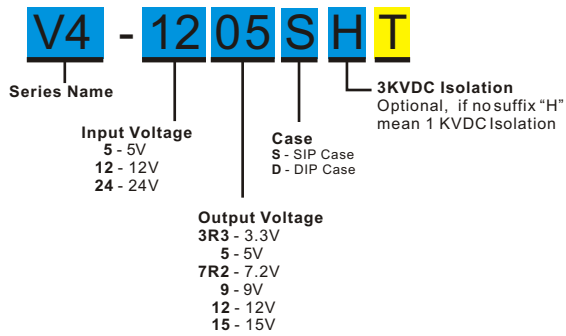 V4 - 1205SHT
Series Name
Input Voltage
5 - 5V
12 - 12V
24 - 24V
Case
S - SIP Case
D - DIP Case
3KVDC Isolation
Optional, if no suffix “H”
mean 1 KVDC Isolation
Output Voltage
3R3 - 3.3V
5 - 5V
7R2 - 7.2V
9 - 9V
12 - 12V
15 - 15V